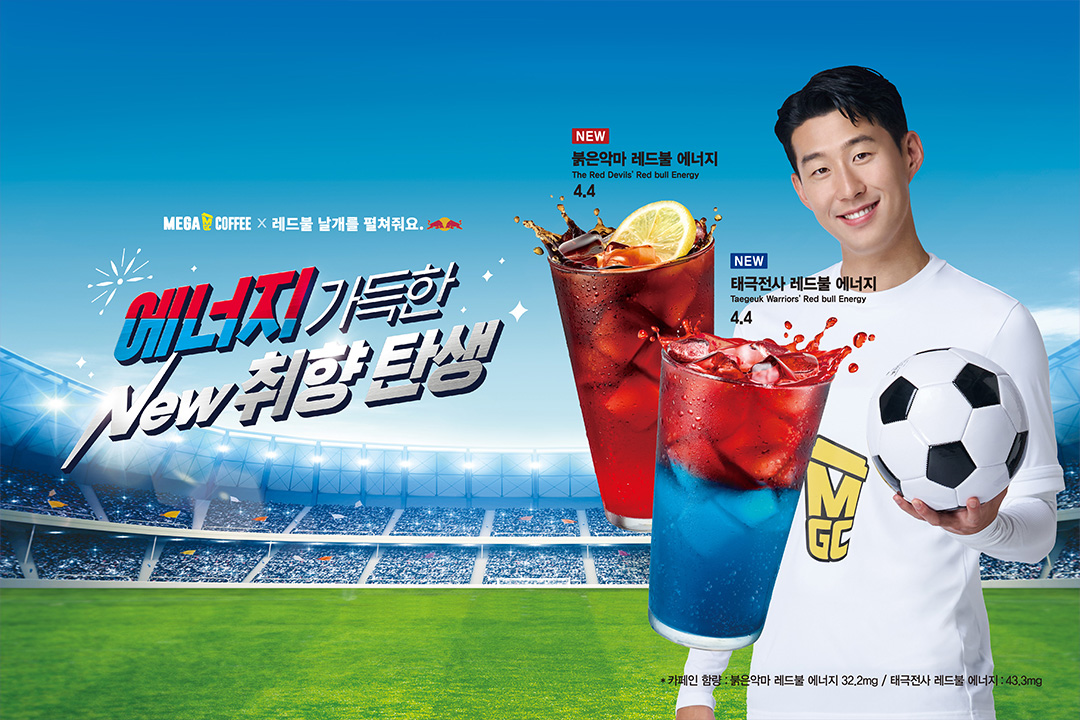 MEGA MGC COFFEE × 레드불 날개를 펼쳐줘요.
에너지 가득한
New 취향 탄생
NEW
붉은악마 레드불 에너지
The Red Devils' Red bull Energy
4.4
NEW
태극전사 레드불 에너지
Taegeuk Warriors' Red bull Energy
4.4
MGC
*카페인 함량 : 붉은악마 레드불 에너지 32.2mg / 태극전사 레드불 에너지 : 43.3mg